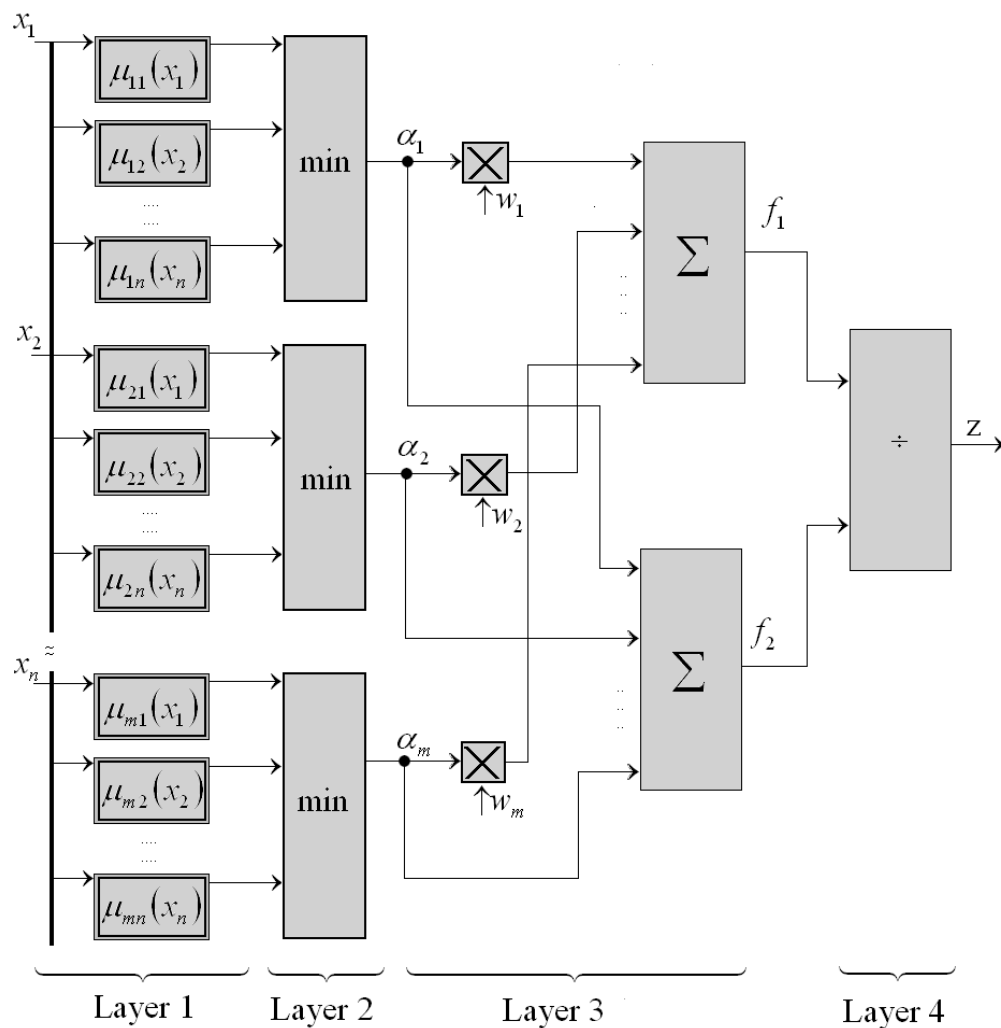 x₁
μ₁₁(x₁)
μ₁₂(x₂)
....
....
μ₁ₙ(xₙ)
min
α₁
w₁
Σ
f₁
x₂
μ₂₁(x₁)
μ₂₂(x₂)
....
....
μ₂ₙ(xₙ)
min
α₂
w₂
Σ
f₂
÷
z
≈
xₙ
μₘ₁(x₁)
μₘ₂(x₂)
....
....
μₘₙ(xₙ)
min
αₘ
wₘ
Layer 1
Layer 2
Layer 3
Layer 4